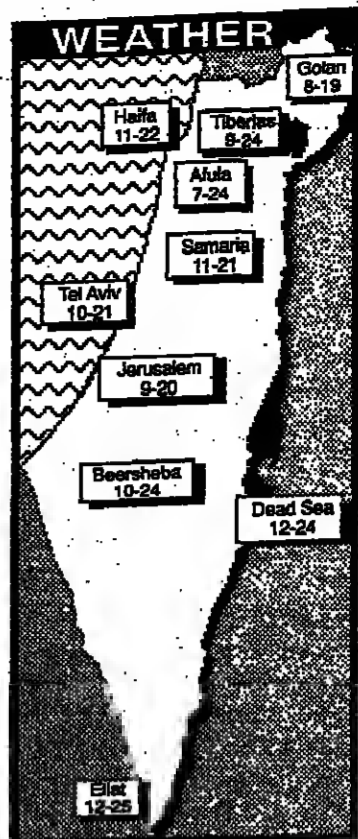 WEATHER
Golan
8-19
Haifa
11-22
Tiberias
9-24
Afula
7-24
Samaria
11-21
Tel Aviv
10-21
Jerusalem
9-20
Beersheba
10-24
Dead Sea
12-24
Eilat
12-25